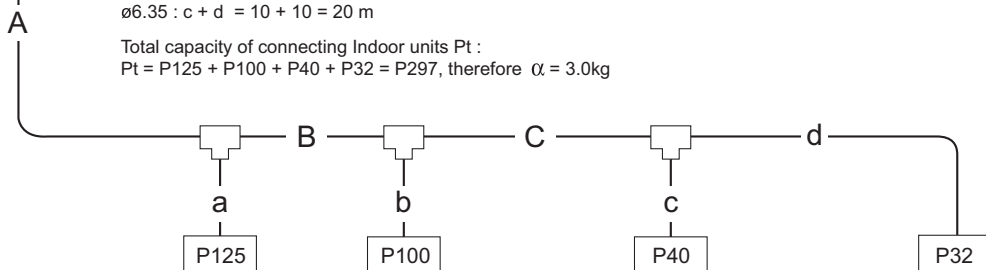 ø6.35 : c + d = 10 + 10 = 20 m
A
Total capacity of connecting Indoor units Pt :
Pt = P125 + P100 + P40 + P32 = P297, therefore α = 3.0kg
B C d
a b c
P125 P100 P40 P32